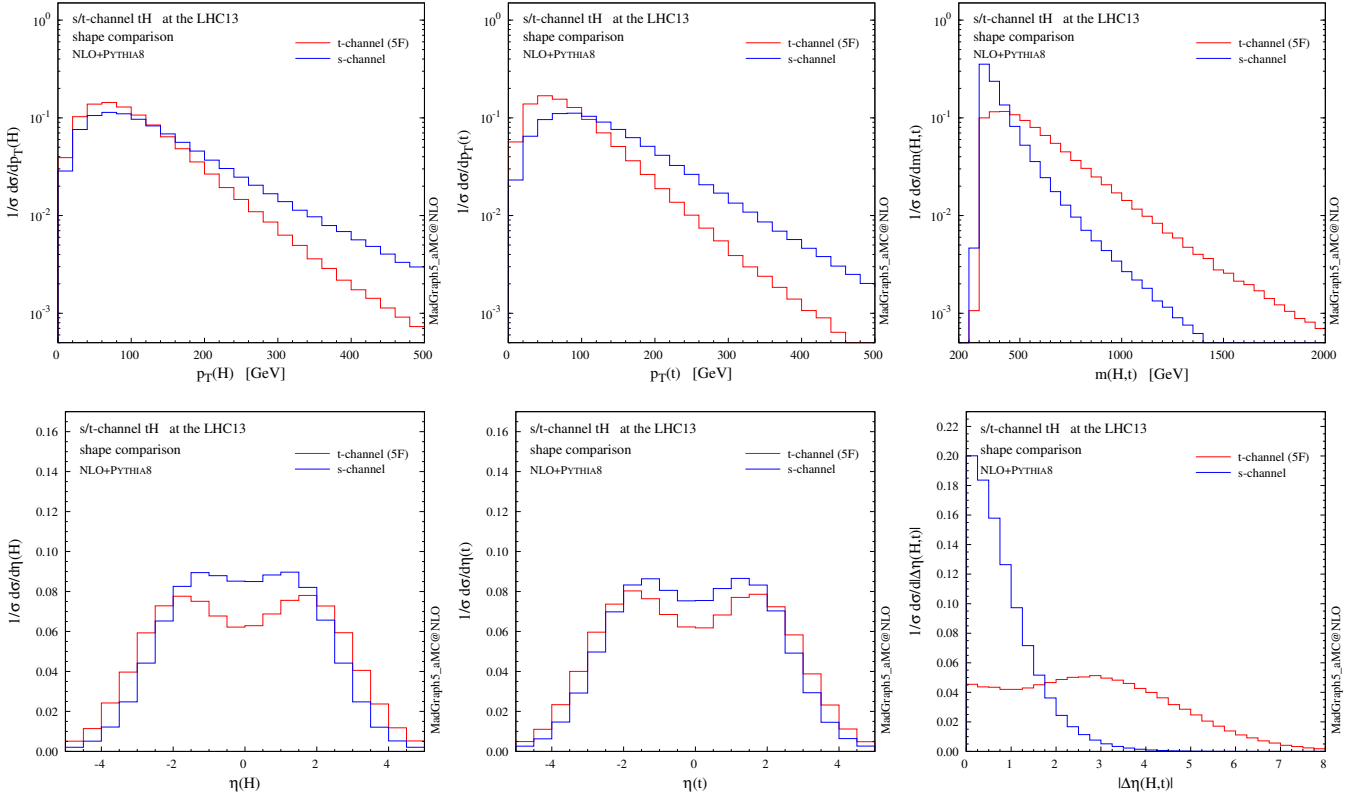 s/t-channel tH at the LHC13
shape comparison
NLO+PYTHIA8
t-channel (5F)
s-channel
1/σ dσ/dp_T(H)
10^0
10^-1
10^-2
10^-3
0 100 200 300 400 500
p_T(H) [GeV]
MadGraph5_aMC@NLO
s/t-channel tH at the LHC13
shape comparison
NLO+PYTHIA8
t-channel (5F)
s-channel
1/σ dσ/dp_T(t)
10^0
10^-1
10^-2
10^-3
0 100 200 300 400 500
p_T(t) [GeV]
MadGraph5_aMC@NLO
s/t-channel tH at the LHC13
shape comparison
NLO+PYTHIA8
t-channel (5F)
s-channel
1/σ dσ/dm(H,t)
10^0
10^-1
10^-2
10^-3
200 500 1000 1500 2000
m(H,t) [GeV]
MadGraph5_aMC@NLO
s/t-channel tH at the LHC13
shape comparison
NLO+PYTHIA8
t-channel (5F)
s-channel
1/σ dσ/dη(H)
0.16
0.14
0.12
0.10
0.08
0.06
0.04
0.02
0.00
-4 -2 0 2 4
η(H)
MadGraph5_aMC@NLO
s/t-channel tH at the LHC13
shape comparison
NLO+PYTHIA8
t-channel (5F)
s-channel
1/σ dσ/dη(t)
0.16
0.14
0.12
0.10
0.08
0.06
0.04
0.02
0.00
-4 -2 0 2 4
η(t)
MadGraph5_aMC@NLO
s/t-channel tH at the LHC13
shape comparison
NLO+PYTHIA8
t-channel (5F)
s-channel
1/σ dσ/d|Δη(H,t)|
0.22
0.20
0.18
0.16
0.14
0.12
0.10
0.08
0.06
0.04
0.02
0.00
0 1 2 3 4 5 6 7 8
|Δη(H,t)|
MadGraph5_aMC@NLO